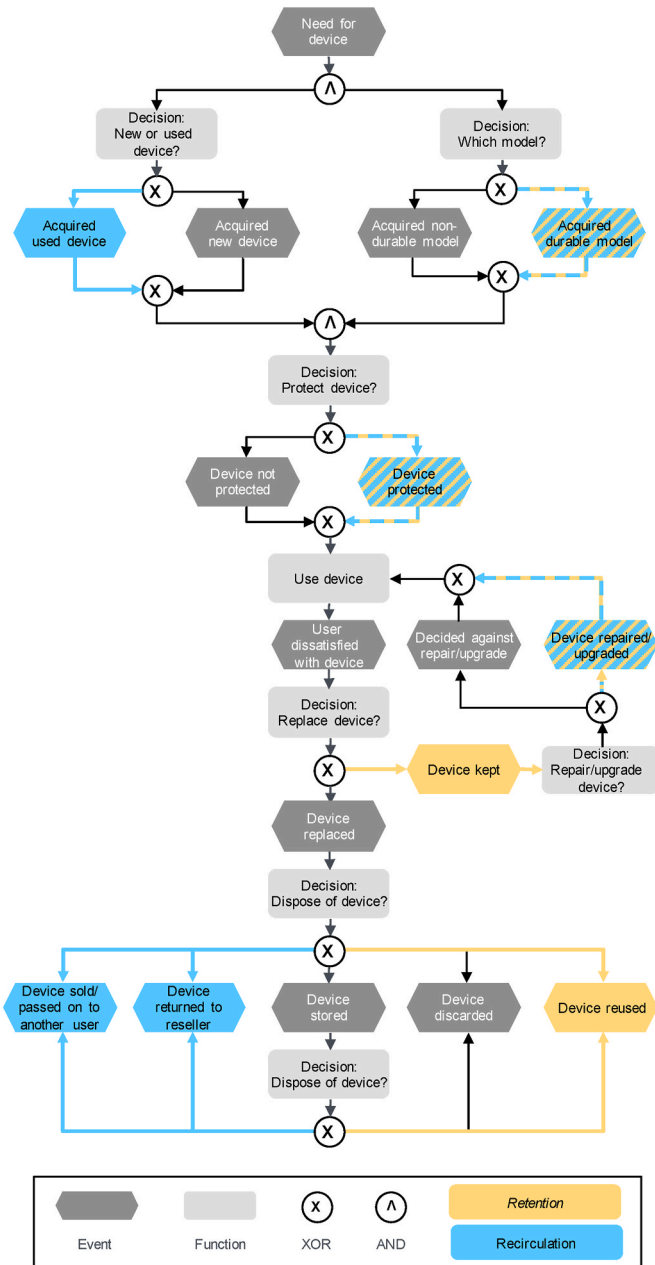 Need for
device
Λ
Decision:
New or used
device?
Decision:
Which model?
X
X
Acquired
used device
Acquired
new device
Acquired non-
durable model
Acquired
durable model
X
X
Λ
Decision:
Protect device?
X
Device not
protected
Device
protected
X
Use device
X
User
dissatisfied
with device
Decided against
repair/upgrade
Device repaired/
upgraded
Decision:
Replace device?
X
X
Device kept
Decision:
Repair/upgrade
device?
Device
replaced
Decision:
Dispose of device?
X
Device sold/
passed on to
another user
Device
returned to
reseller
Device
stored
Device
discarded
Device reused
Decision:
Dispose of device?
X
X
Λ
Retention
Recirculation
Event
Function
XOR
AND